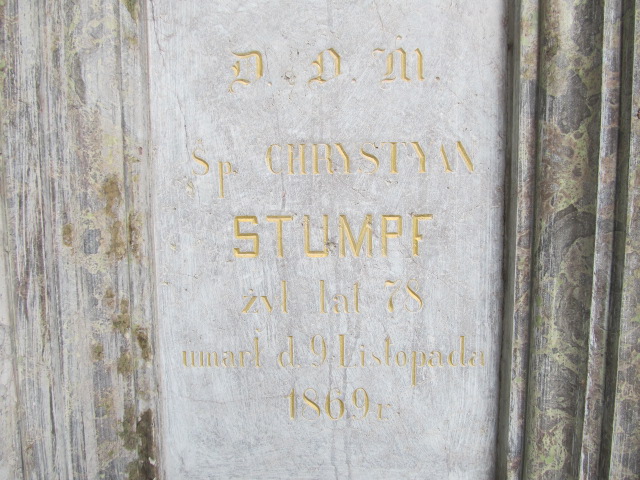 D. D. M.
Sp. CHRYSTYAN
STUMPF
żył lat 78
umarł d. 9 Listopada
1869 r.